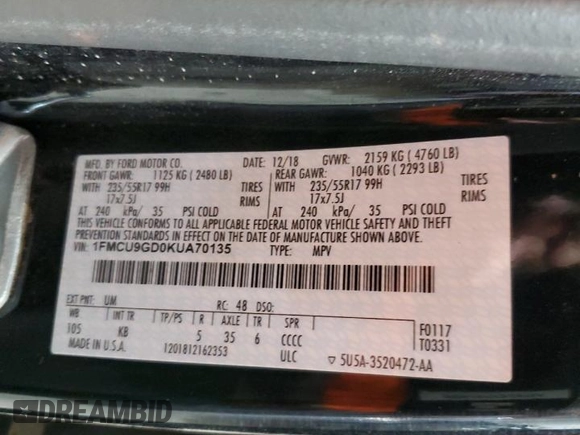 MFD. BY FORD MOTOR CO. DATE: 12/18 GVWR: 2159 KG ( 4760 LB)
FRONT GAWR: 1125 KG ( 2480 LB) REAR GAWR: 1040 KG ( 2293 LB)
WITH 235/55R17 99H TIRES WITH 235/55R17 99H TIRES
17x7.5J RIMS 17x7.5J RIMS
AT 240 kPa/ 35 PSI COLD AT 240 kPa/ 35 PSI COLD
THIS VEHICLE CONFORMS TO ALL APPLICABLE FEDERAL MOTOR VEHICLE SAFETY AND THEFT
PREVENTION STANDARDS IN EFFECT ON THE DATE OF MANUFACTURE SHOWN ABOVE.
VIN: 1FMCU9GD0KUA70135 TYPE: MPV
EXT PNT: UM RC: 48 DSO:
WB INT TR TP/PS R AXLE TR SPR F0117
105 KB 5 35 6 CCCC T0331
MADE IN U.S.A. 1201812162353 ULC ▽ 5U5A-3520472-AA
DREAMBID